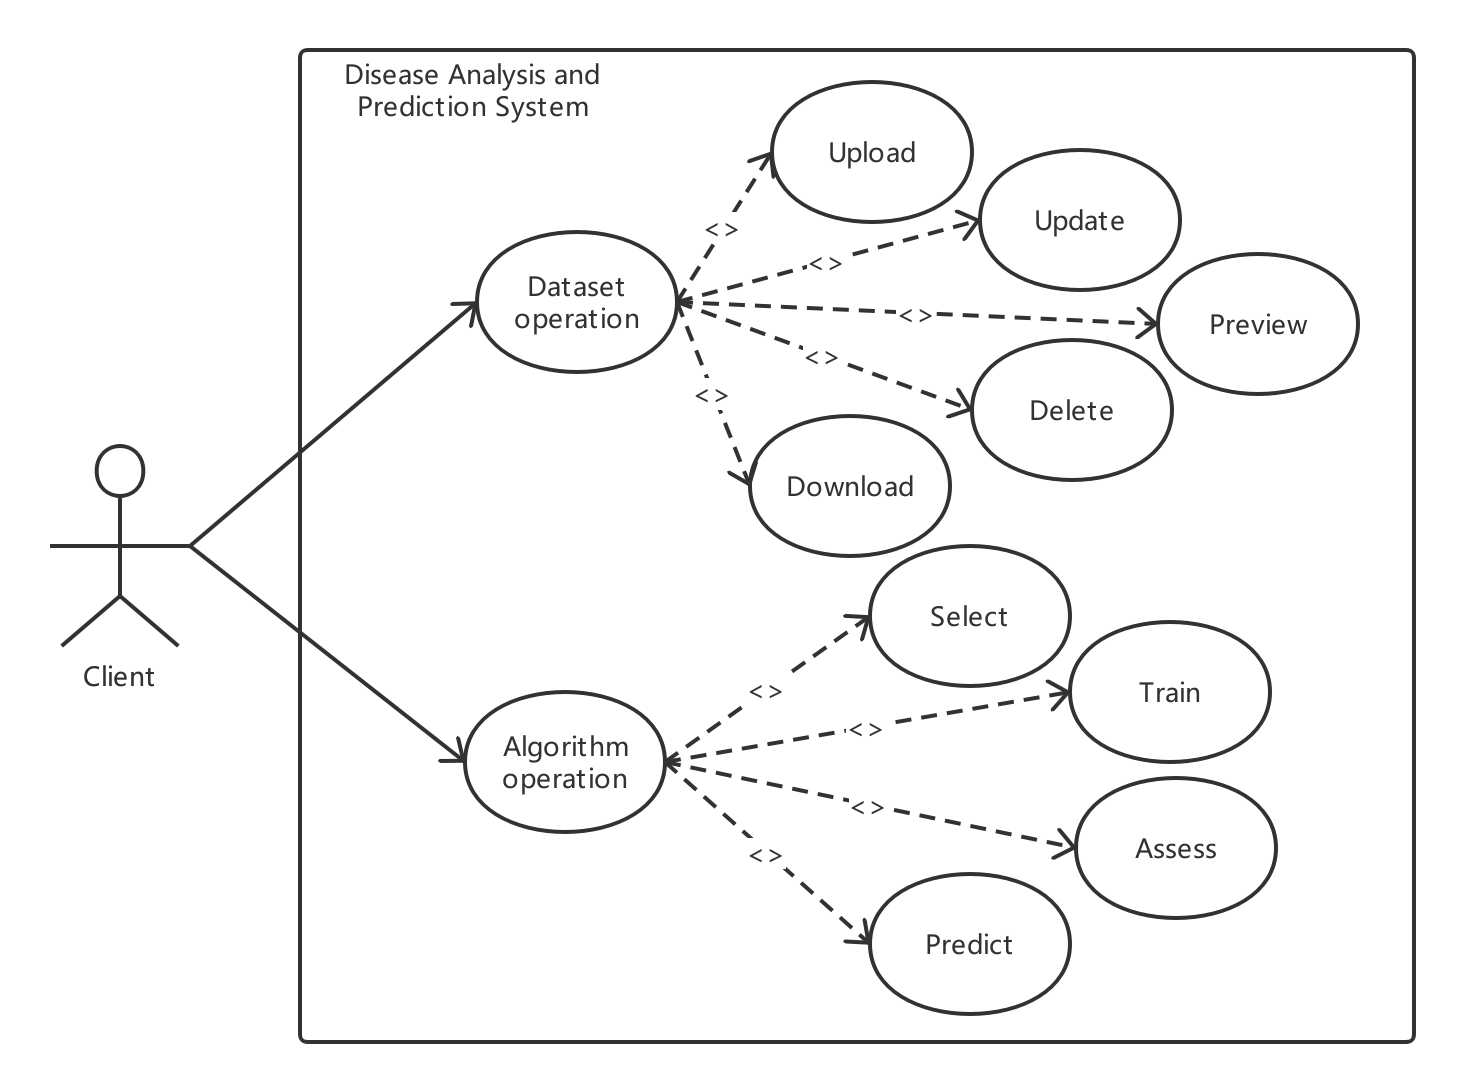 Disease Analysis and
Prediction System
Upload
<>
Update
<>
Dataset
operation
<>
Preview
<>
Delete
<>
Download
Client
Select
<>
Train
<>
Algorithm
operation
<>
Assess
<>
Predict